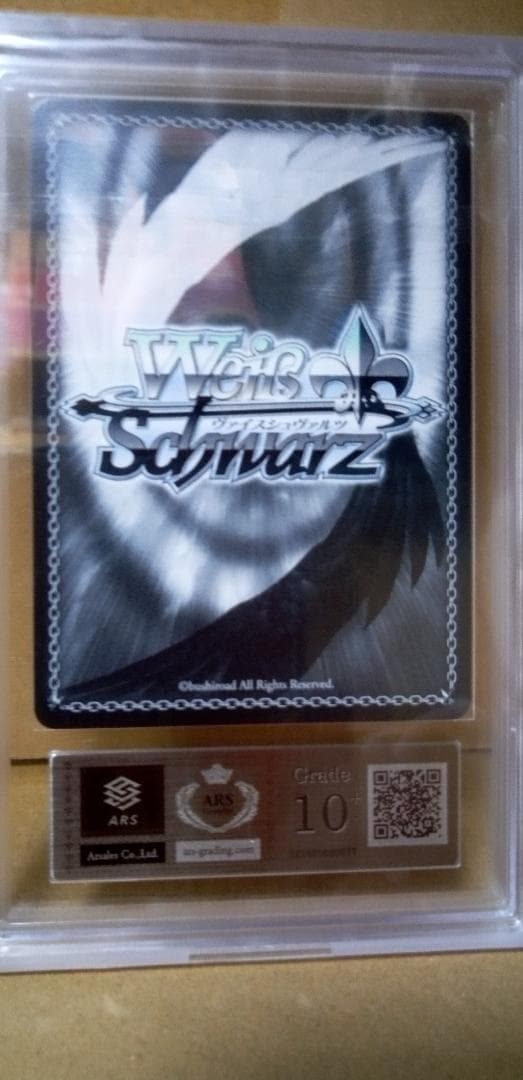 Weiß
ヴァイスシュヴァルツ
Schwarz
©bushiroad All Rights Reserved.
ARS
Arsales Co.,Ltd.
ARS
ars-grading.com
Grade
10+